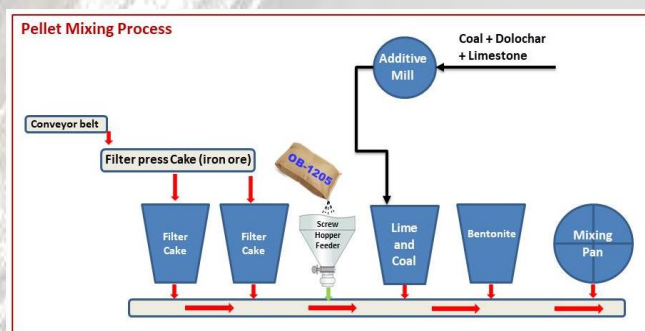 Pellet Mixing Process
Coal + Dolochar
+ Limestone
Additive
Mill
Conveyor belt
Filter press Cake (iron ore)
OB-1205
Filter
Cake
Filter
Cake
Screw
Hopper
Feeder
Lime
and
Coal
Bentonite
Mixing
Pan